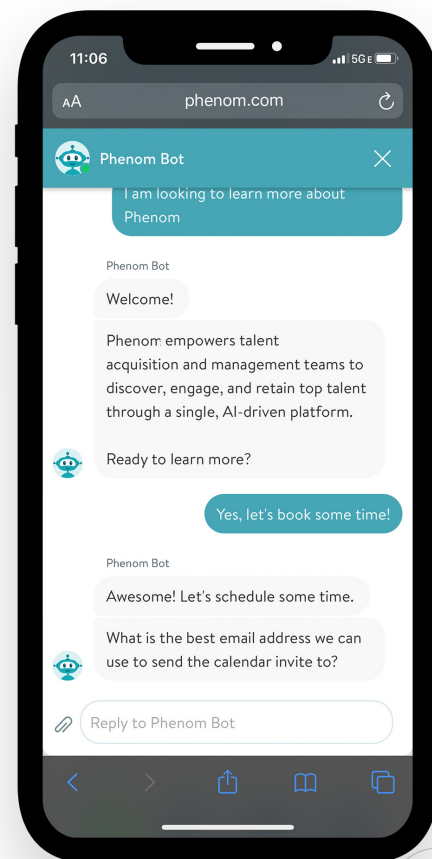 11:06
5G E
AA
phenom.com
Phenom Bot
I am looking to learn more about
Phenom
Phenom Bot
Welcome!
Phenom empowers talent
acquisition and management teams to
discover, engage, and retain top talent
through a single, AI-driven platform.
Ready to learn more?
Yes, let's book some time!
Phenom Bot
Awesome! Let's schedule some time.
What is the best email address we can
use to send the calendar invite to?
Reply to Phenom Bot